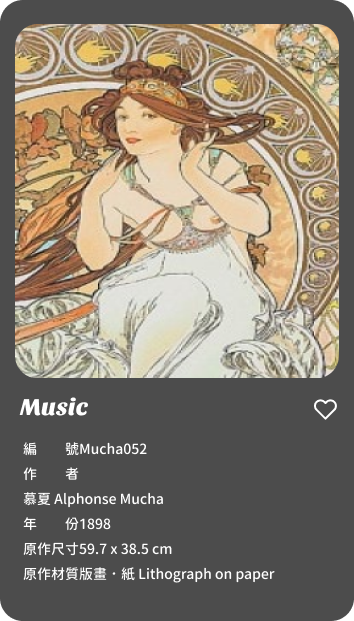 Music
編　　號Mucha052
作　　者
慕夏 Alphonse Mucha
年　　份1898
原作尺寸59.7 x 38.5 cm
原作材質版畫・紙 Lithograph on paper